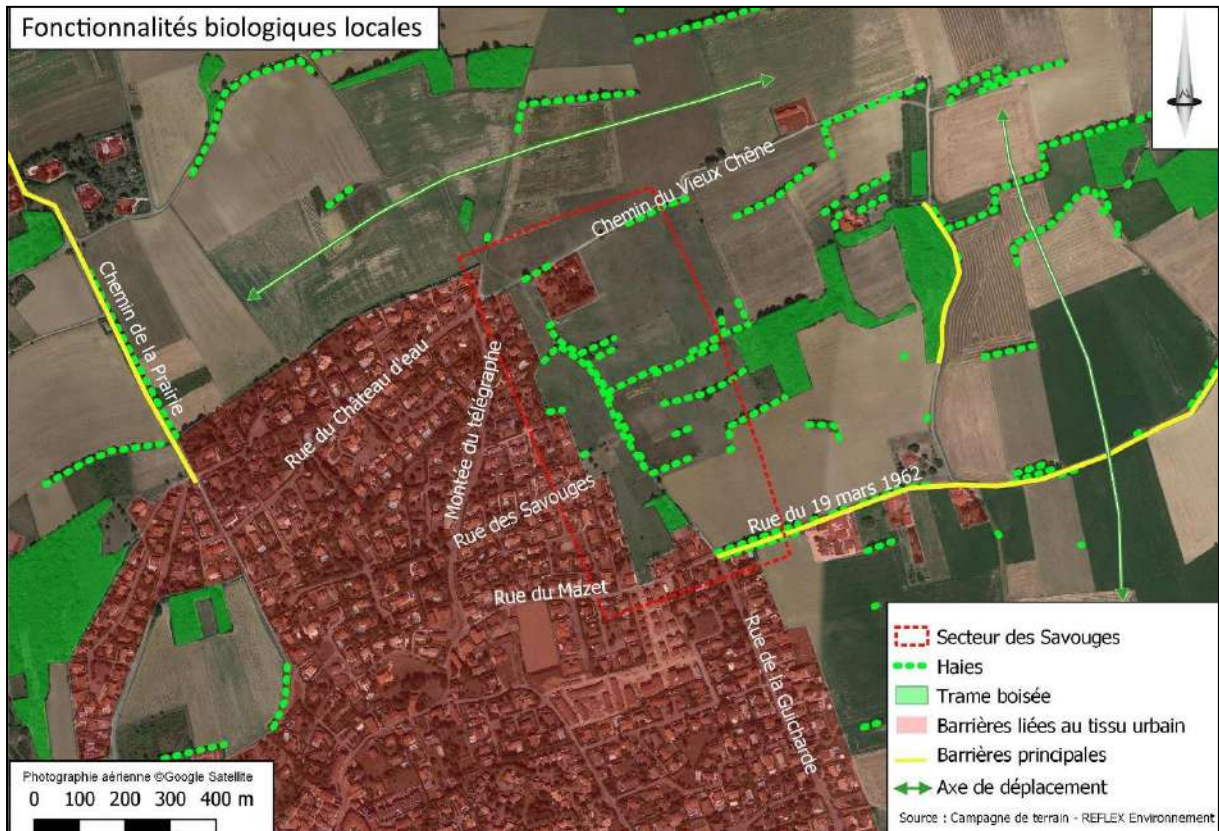 Fonctionnalités biologiques locales
Chemin du Vieux Chêne
Chemin de la Prairie
Rue du Château d'eau
Montée du télégraphe
Rue des Savouges
Rue du 19 mars 1962
Rue du Mazet
Rue de la Guicharde
Secteur des Savouges
Haies
Trame boisée
Barrières liées au tissu urbain
Barrières principales
Axe de déplacement
Source : Campagne de terrain - REFLEX Environnement
Photographie aérienne ©Google Satellite
0 100 200 300 400 m